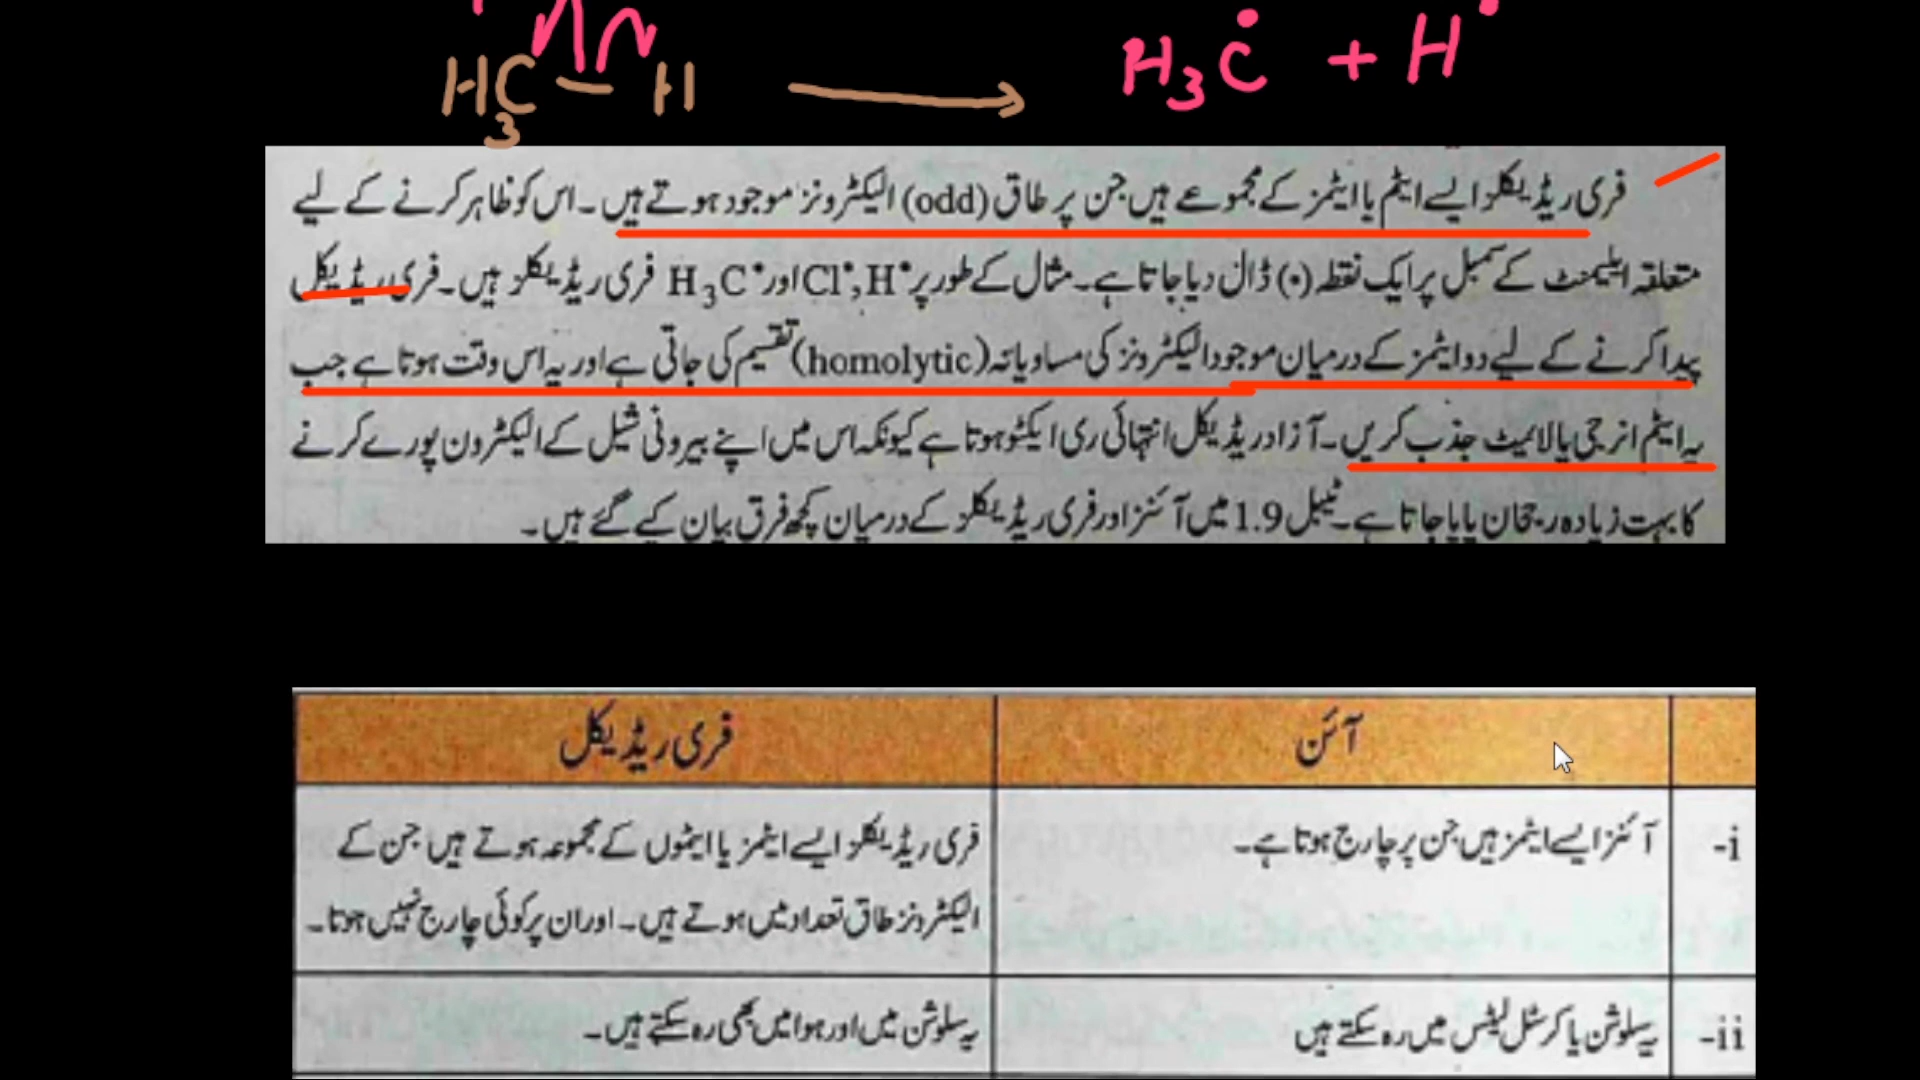 H3C – H → H3C• + H•
فری ریڈیکلز ایسے ایٹم یا ایٹمز کے مجموعے ہیں جن پر طاق (odd) الیکٹرونز موجود ہوتے ہیں۔ اس کو ظاہر کرنے کے لیے
متعلقہ ایلیمنٹ کے سمبل پر ایک نقطہ (•) ڈال دیا جاتا ہے۔ مثال کے طور پر H•, Cl• اور H3C• فری ریڈیکلز ہیں۔ فری ریڈیکل
پیدا کرنے کے لیے دو ایٹمز کے درمیان موجود الیکٹرونز کی مساویانہ (homolytic) تقسیم کی جاتی ہے اور یہ اس وقت ہوتا ہے جب
یہ ایٹم انرجی یا لائیٹ جذب کریں۔ آزاد ریڈیکل انتہائی ری ایکٹو ہوتا ہے کیونکہ اس میں اپنے بیرونی شیل کے الیکٹرون پورے کرنے
کا بہت زیادہ رجحان پایا جاتا ہے۔ ٹیبل 1.9 میں آئنز اور فری ریڈیکلز کے درمیان کچھ فرق بیان کیے گئے ہیں۔
آئن فری ریڈیکل
-i آئنز ایسے ایٹمز ہیں جن پر چارج ہوتا ہے۔ فری ریڈیکلز ایسے ایٹمز یا ایٹموں کے مجموعہ ہوتے ہیں جن کے
الیکٹرونز طاق تعداد میں ہوتے ہیں۔ اور ان پر کوئی چارج نہیں ہوتا۔
-ii یہ سلوشن یا کرسٹل لیٹس میں رہ سکتے ہیں یہ سلوشن میں اور ہوا میں بھی رہ سکتے ہیں۔